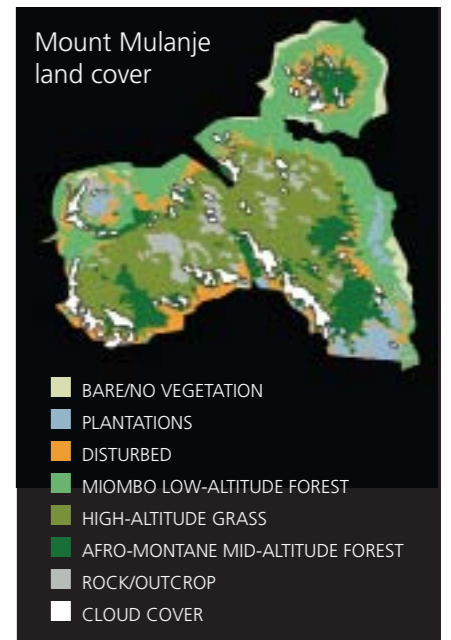 Mount Mulanje
land cover
BARE/NO VEGETATION
PLANTATIONS
DISTURBED
MIOMBO LOW-ALTITUDE FOREST
HIGH-ALTITUDE GRASS
AFRO-MONTANE MID-ALTITUDE FOREST
ROCK/OUTCROP
CLOUD COVER